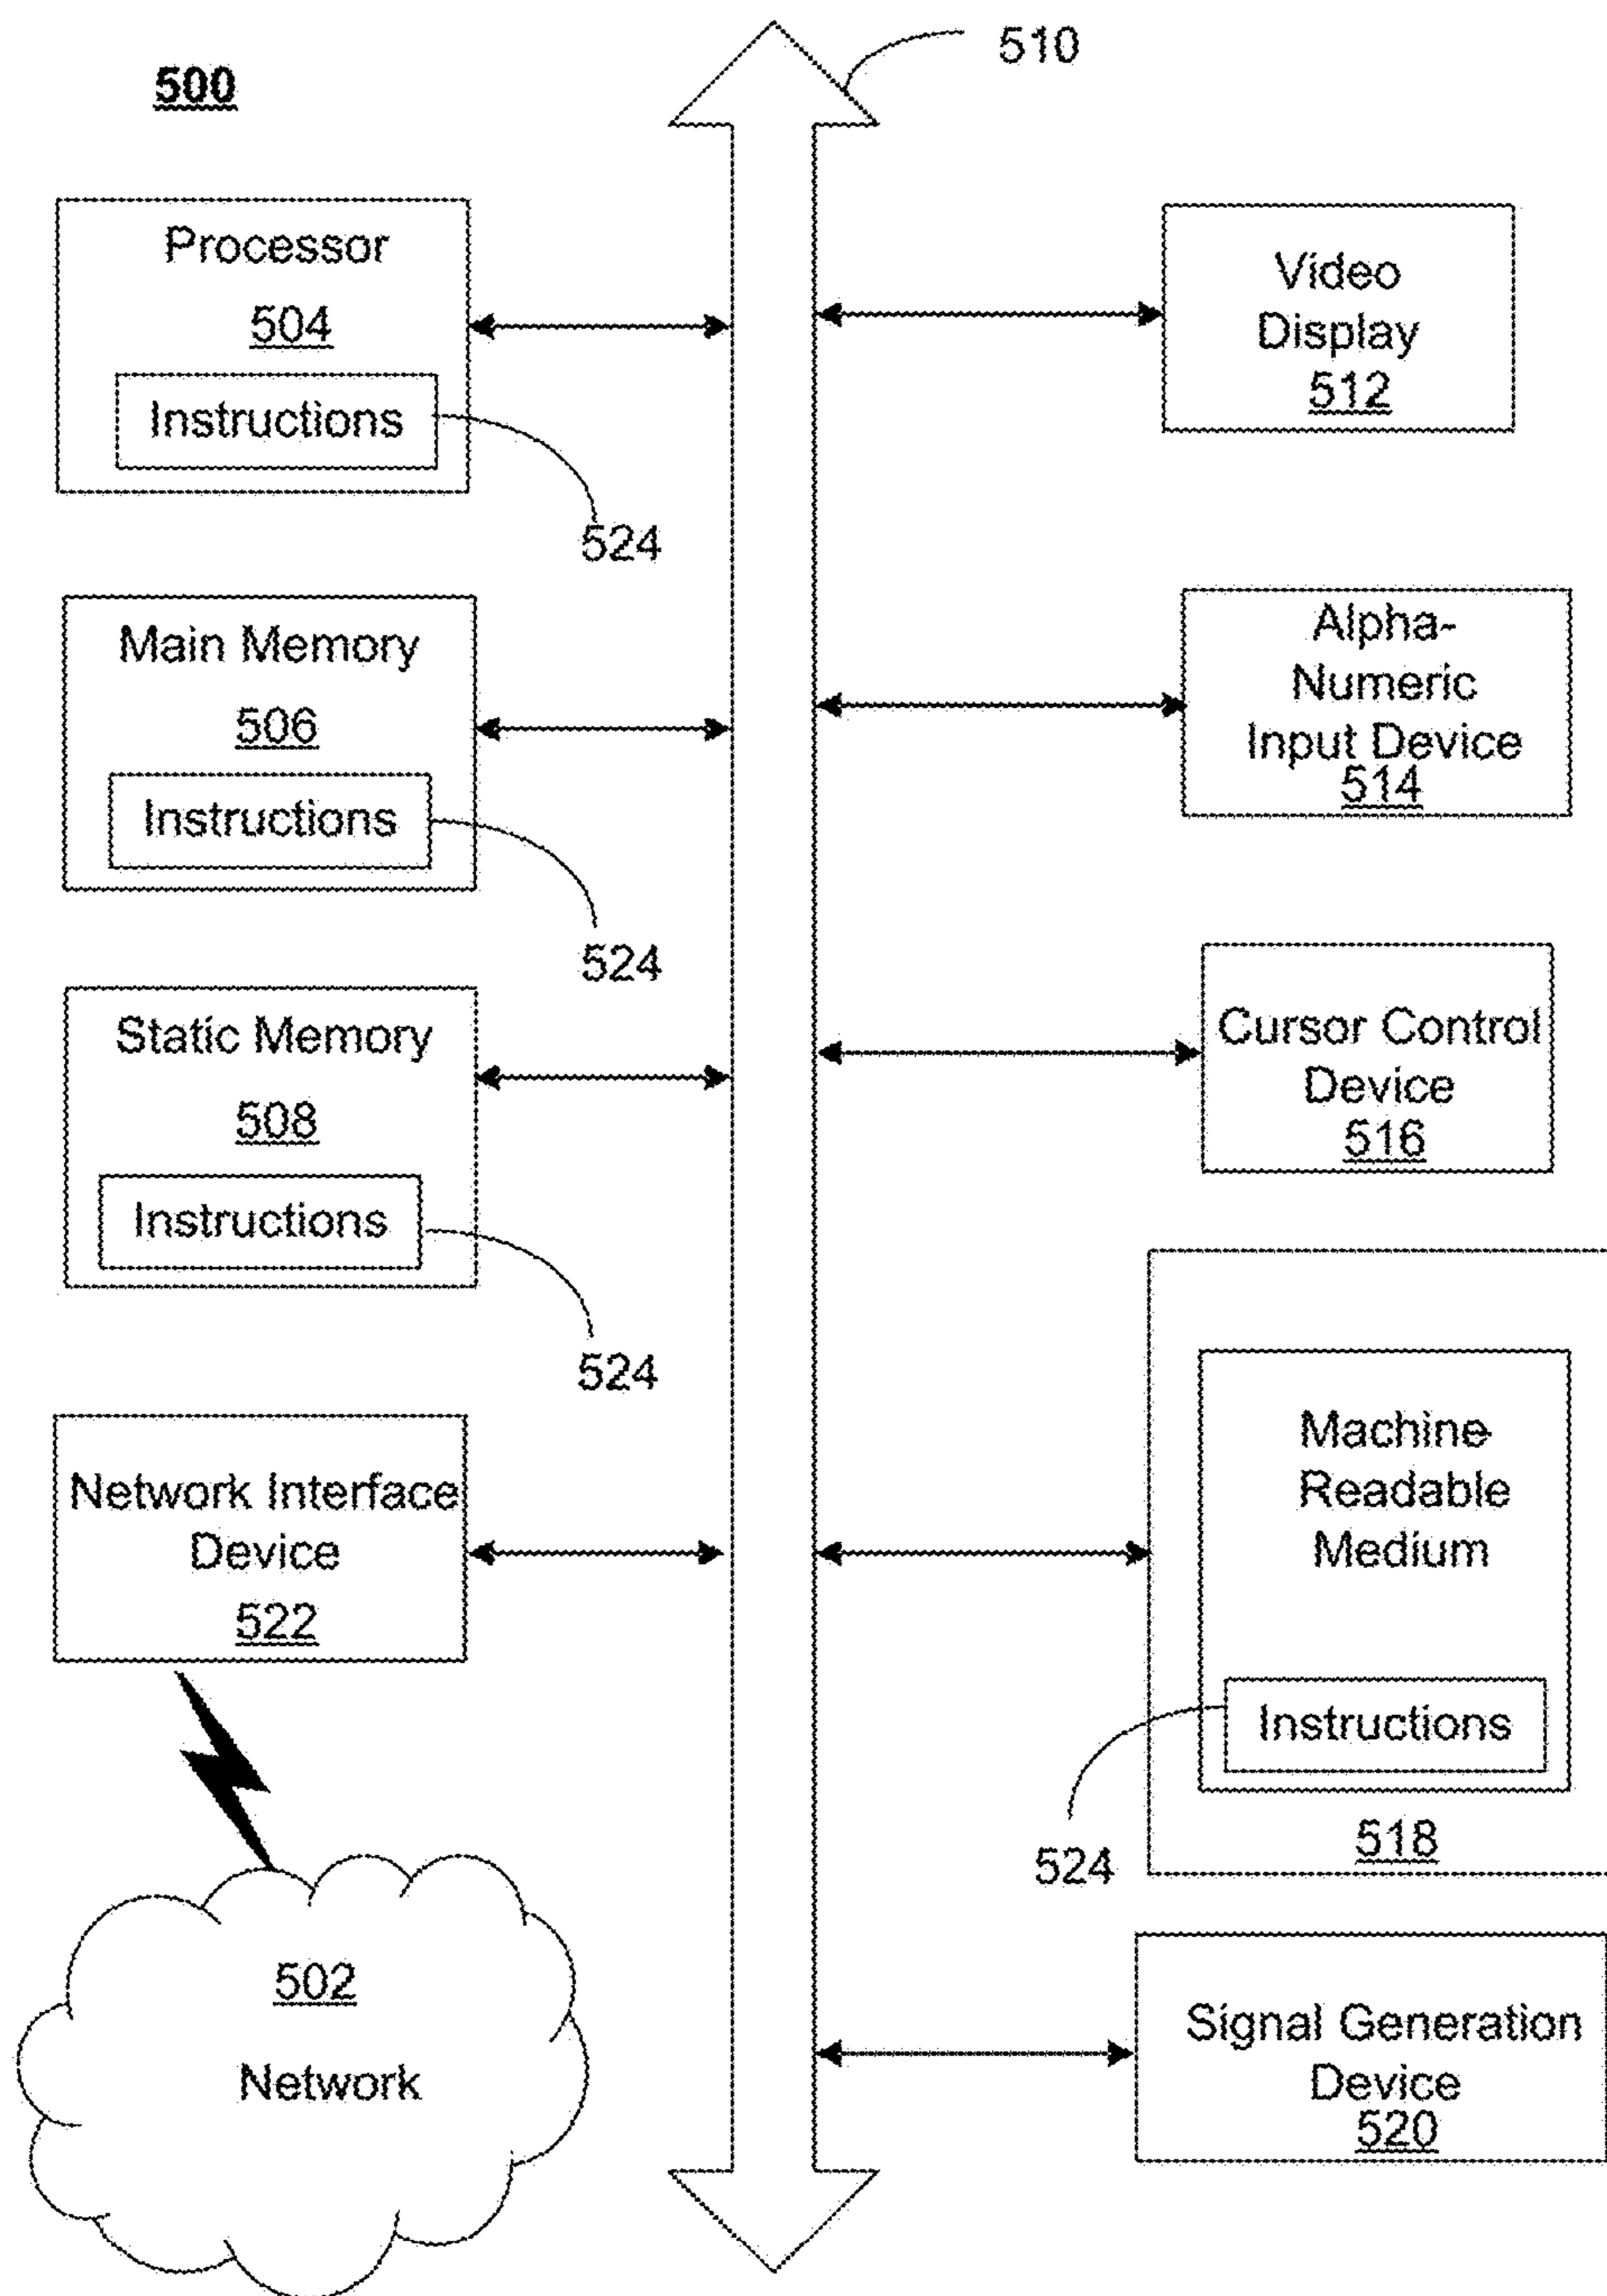 500
510
Processor
504
Instructions
524
Main Memory
506
Instructions
524
Static Memory
508
Instructions
524
Network Interface
Device
522
502
Network
Video
Display
512
Alpha-
Numeric
Input Device
514
Cursor Control
Device
516
Machine-
Readable
Medium
Instructions
524
518
Signal Generation
Device
520